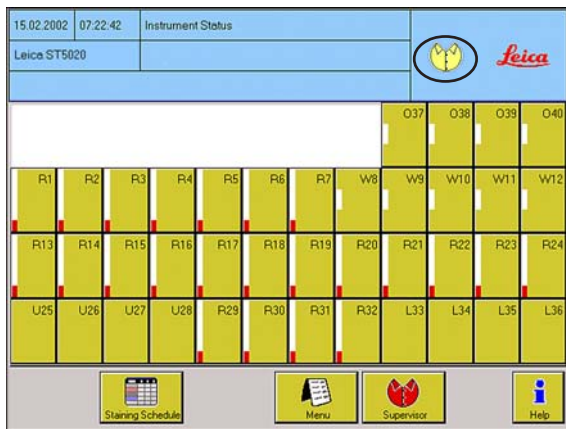 15.02.2002 07:22:42 Instrument Status
Leica ST5020
Leica
O37 O38 O39 O40
R1 R2 R3 R4 R5 R6 R7 W8 W9 W10 W11 W12
R13 R14 R15 R16 R17 R18 R19 R20 R21 R22 R23 R24
U25 U26 U27 U28 R29 R30 R31 R32 L33 L34 L35 L36
Staining Schedule Menu Supervisor Help